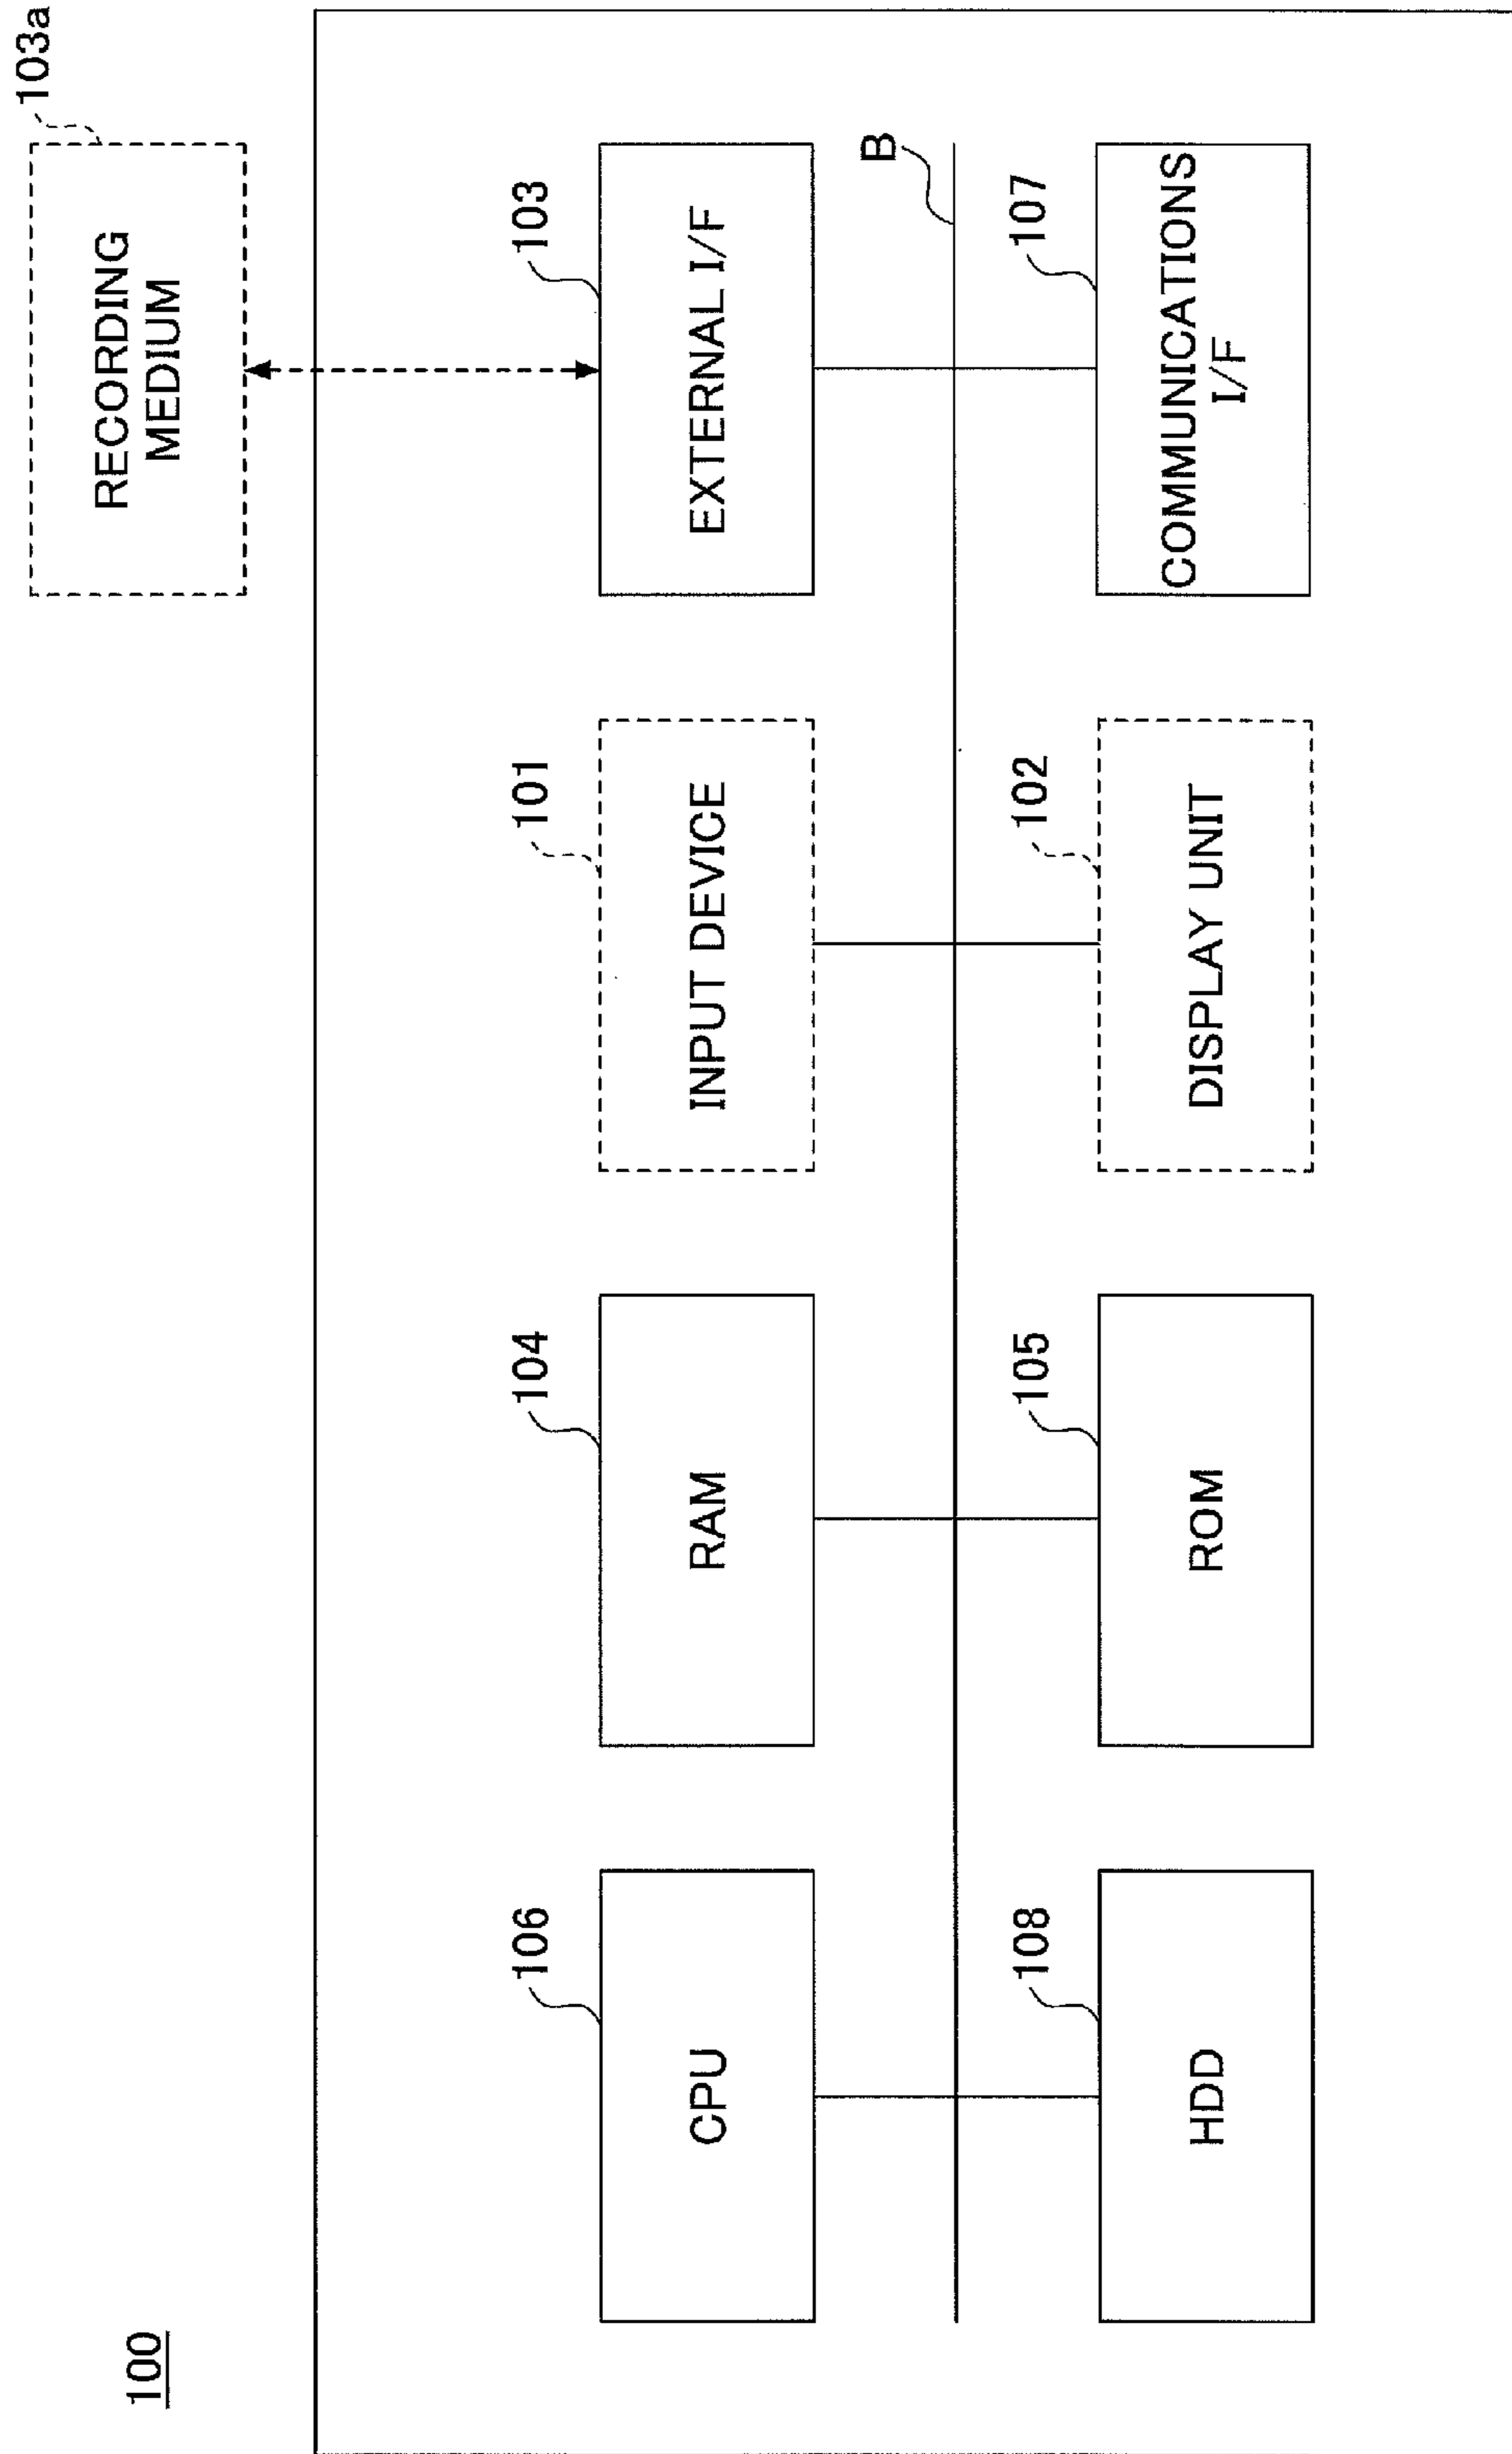 100
103a
RECORDING
MEDIUM
106
104
101
103
CPU
RAM
INPUT DEVICE
EXTERNAL I/F
B
108
105
102
107
HDD
ROM
DISPLAY UNIT
COMMUNICATIONS
I/F